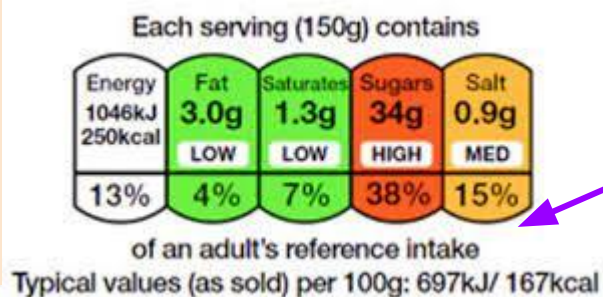 Each serving (150g) contains
Energy Fat Saturates Sugars Salt
1046kJ 3.0g 1.3g 34g 0.9g
250kcal
LOW LOW HIGH MED
13% 4% 7% 38% 15%
of an adult's reference intake
Typical values (as sold) per 100g: 697kJ/ 167kcal